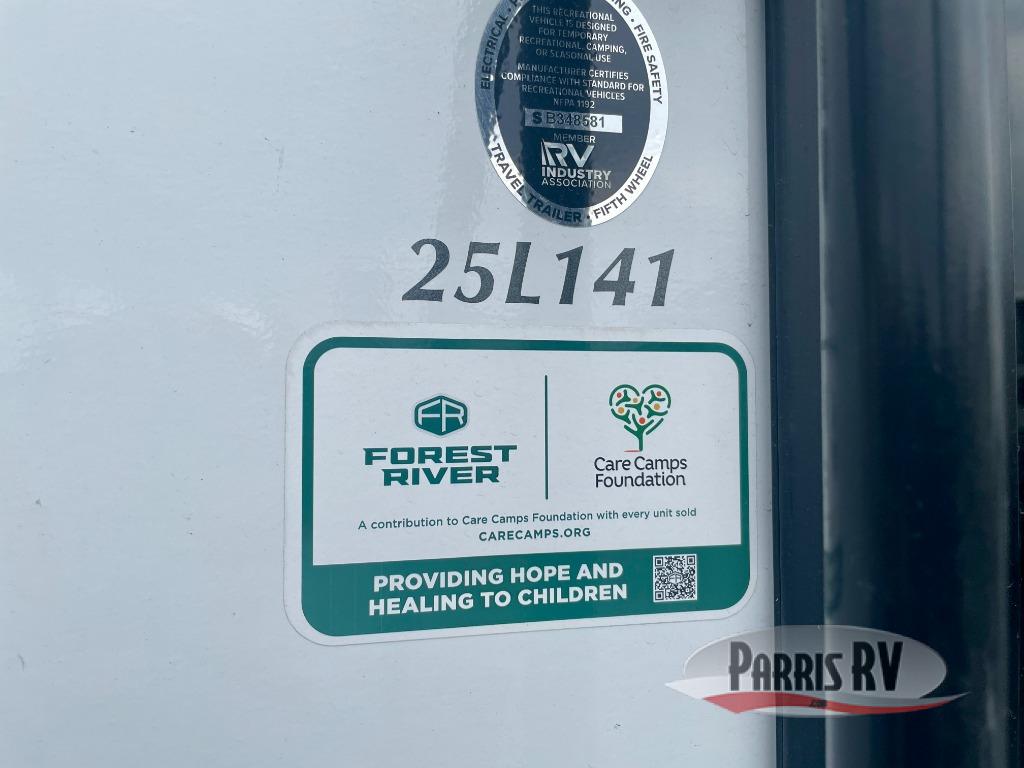 ELECTRICAL
FIRE SAFETY
THIS RECREATIONAL
VEHICLE IS DESIGNED
FOR TEMPORARY
RECREATIONAL, CAMPING,
OR SEASONAL USE
MANUFACTURER CERTIFIES
COMPLIANCE WITH STANDARD FOR
RECREATIONAL VEHICLES
NFPA 1192
S B348581
MEMBER
RV
INDUSTRY
ASSOCIATION
TRAVEL TRAILER • FIFTH WHEEL
25L141
FR
FOREST
RIVER
Care Camps
Foundation
A contribution to Care Camps Foundation with every unit sold
CARECAMPS.ORG
PROVIDING HOPE AND
HEALING TO CHILDREN
PARRIS RV
.COM